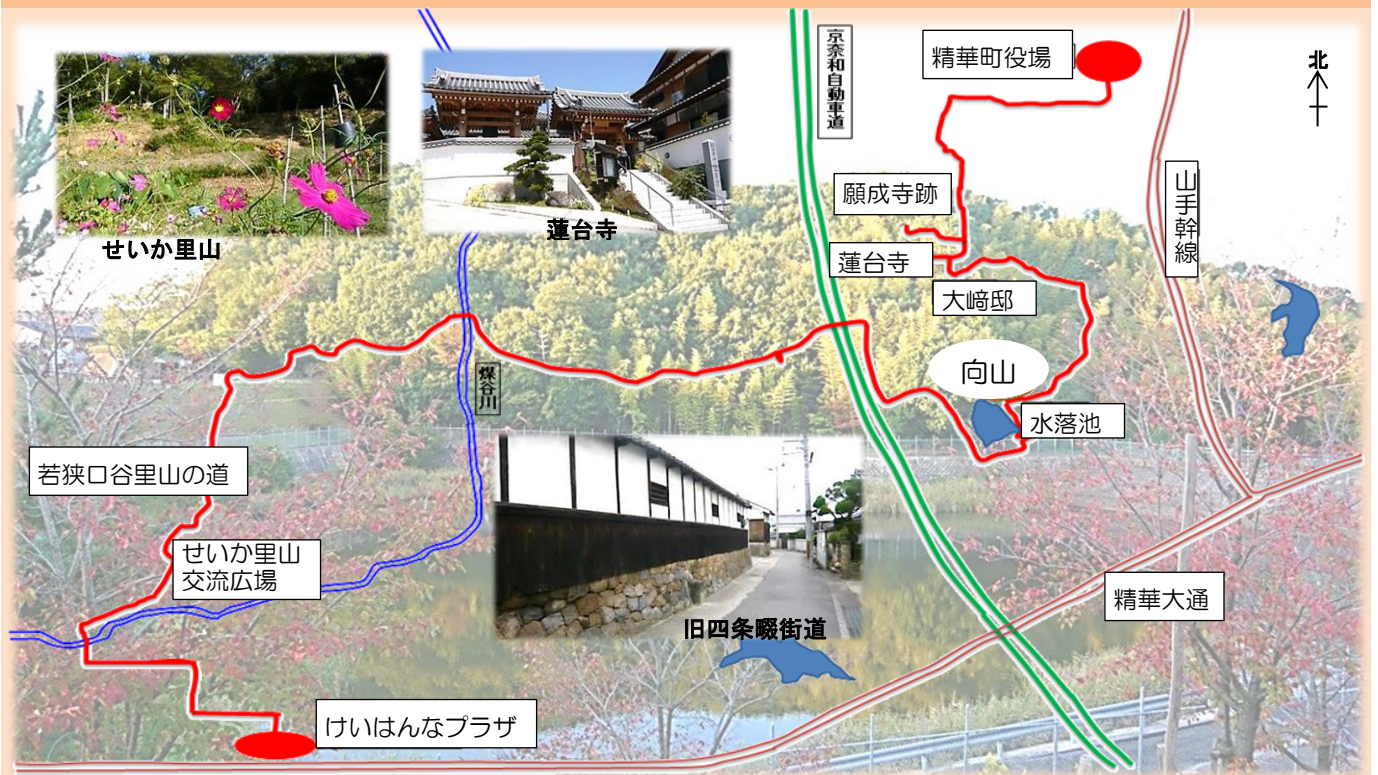 精華町役場
北
京奈和自動車道
山手幹線
願成寺跡
蓮台寺
せいか里山
蓮台寺
大﨑邸
向山
煤谷川
水落池
若狭口谷里山の道
せいか里山
交流広場
精華大通
旧四条畷街道
けいはんなプラザ